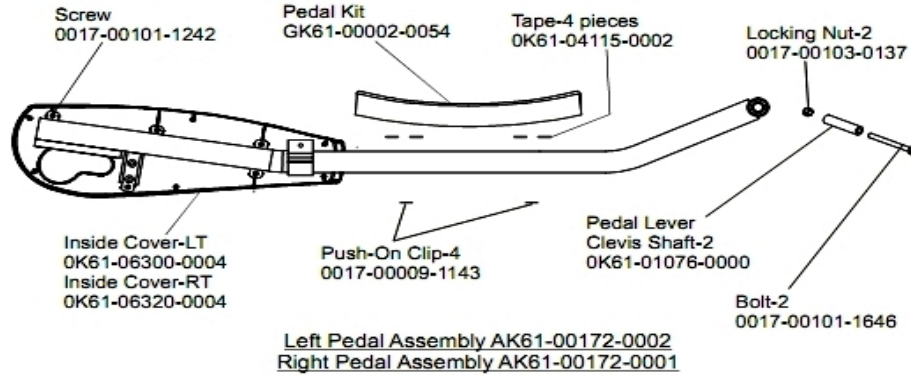 Screw
0017-00101-1242
Pedal Kit
GK61-00002-0054
Tape-4 pieces
0K61-04115-0002
Locking Nut-2
0017-00103-0137
Inside Cover-LT
0K61-06300-0004
Inside Cover-RT
0K61-06320-0004
Push-On Clip-4
0017-00009-1143
Pedal Lever
Clevis Shaft-2
0K61-01076-0000
Bolt-2
0017-00101-1646
Left Pedal Assembly AK61-00172-0002
Right Pedal Assembly AK61-00172-0001